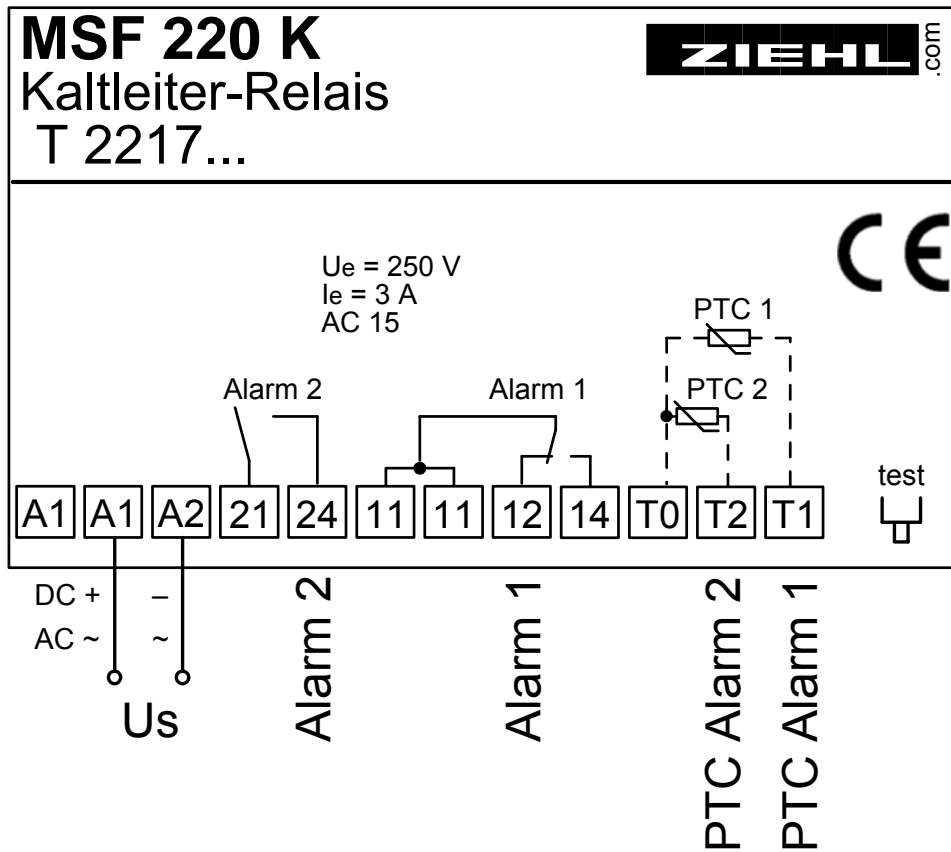 MSF 220 K
Kaltleiter-Relais
T 2217...
ZIEHL
.com
CE
Ue = 250 V
Ie = 3 A
AC 15
PTC 1
Alarm 2
Alarm 1
PTC 2
test
A1 A1 A2 21 24 11 11 12 14 T0 T2 T1
DC + –
AC ~ ~
Us
Alarm 2
Alarm 1
PTC Alarm 2
PTC Alarm 1